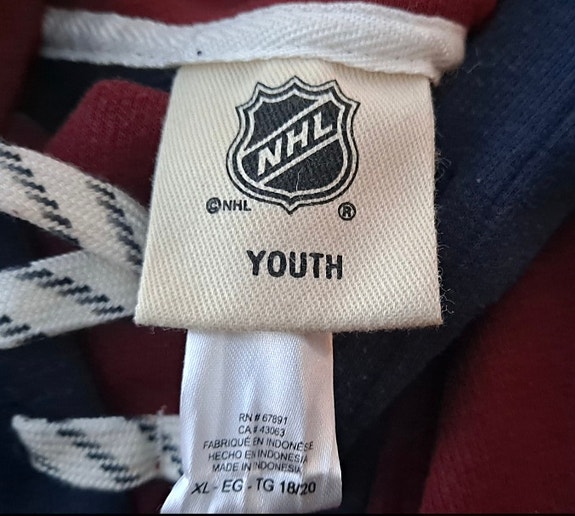 NHL
©NHL ®
YOUTH
RN # 67891
CA # 43063
FABRIQUÉ EN INDONÉSE
HECHO EN INDONESIA
MADE IN INDONESIA
XL - EG - TG 18/20